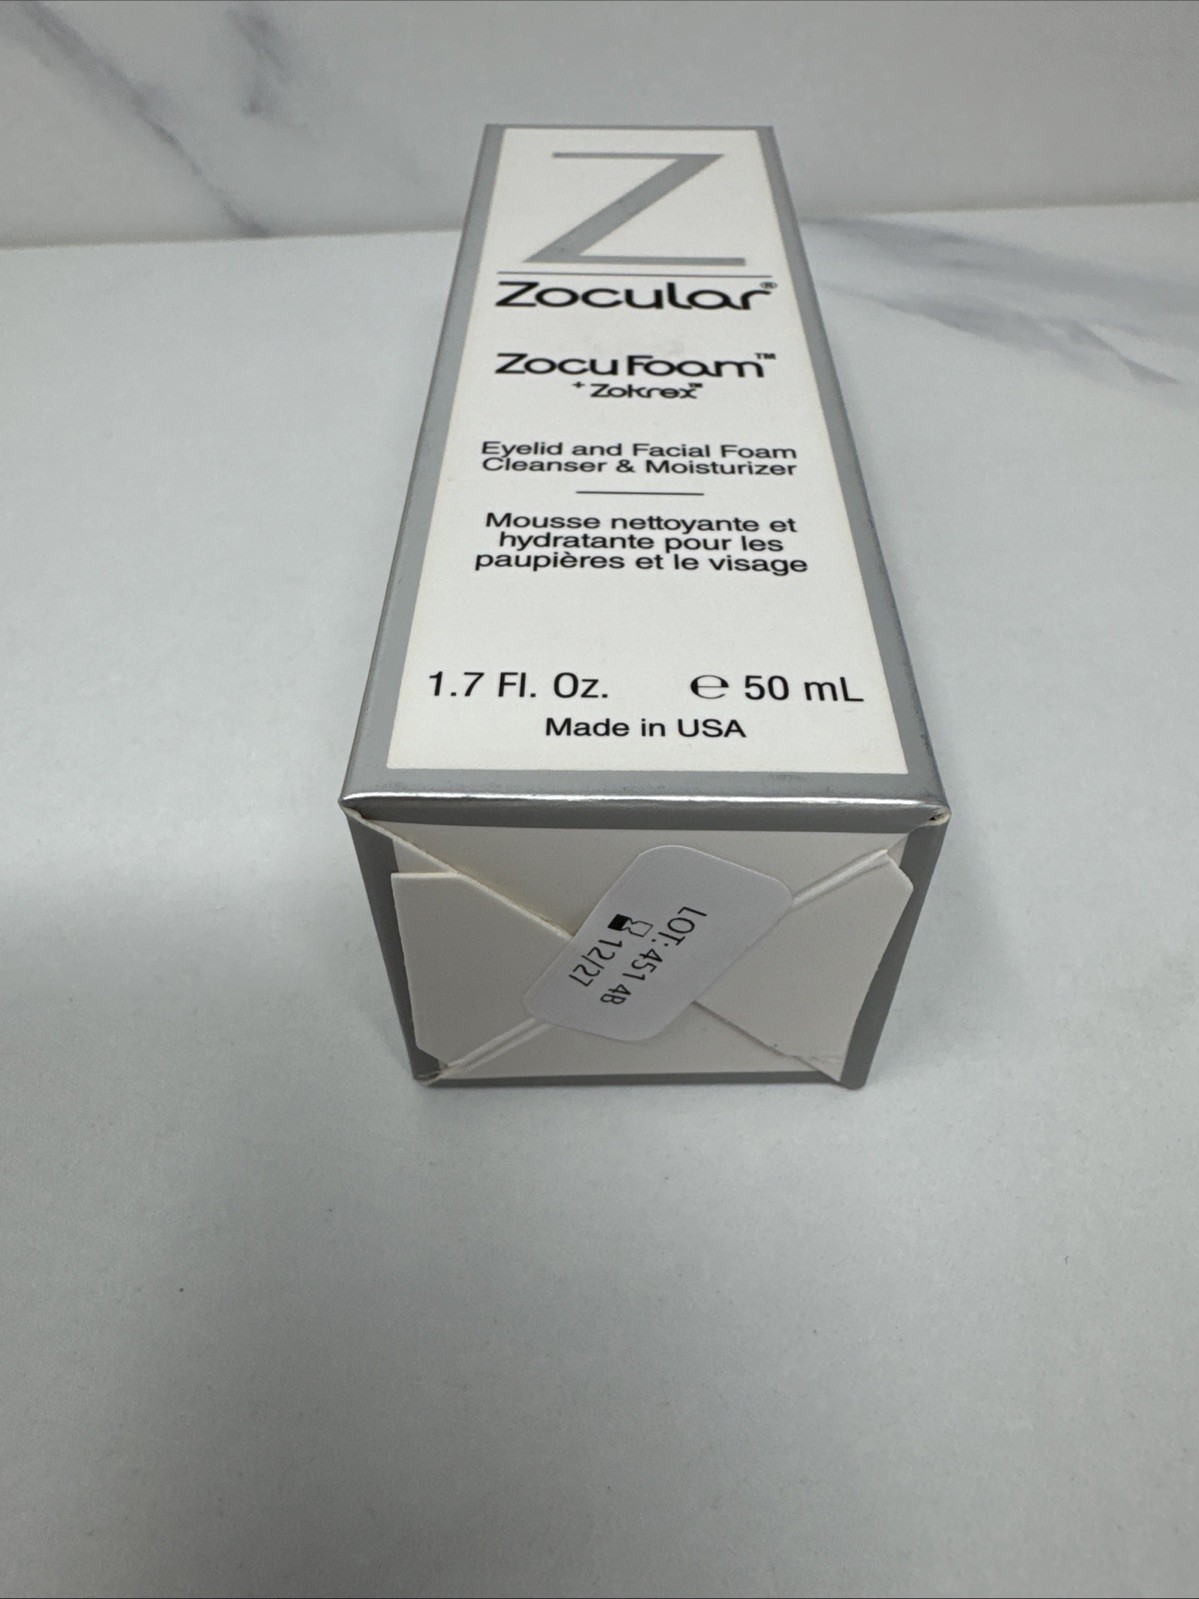 Z
Zocular®
ZocuFoam™
+ Zokrex™
Eyelid and Facial Foam
Cleanser & Moisturizer
Mousse nettoyante et
hydratante pour les
paupières et le visage
1.7 Fl. Oz. ℮ 50 mL
Made in USA
LOT: 4514B
12/27